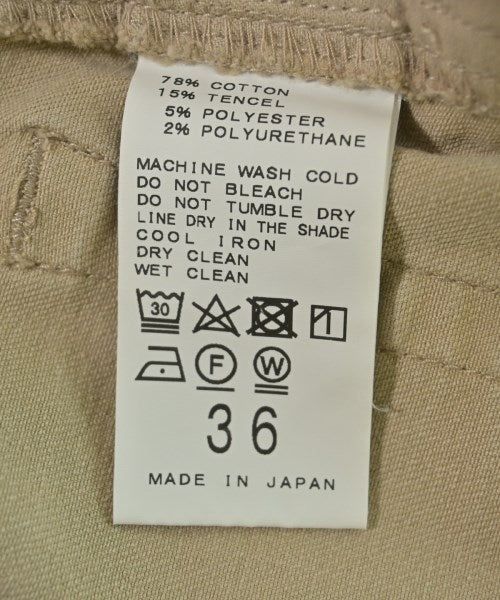 78% COTTON
15% TENCEL
5% POLYESTER
2% POLYURETHANE
MACHINE WASH COLD
DO NOT BLEACH
DO NOT TUMBLE DRY
LINE DRY IN THE SHADE
COOL IRON
DRY CLEAN
WET CLEAN
30
F W
36
MADE IN JAPAN